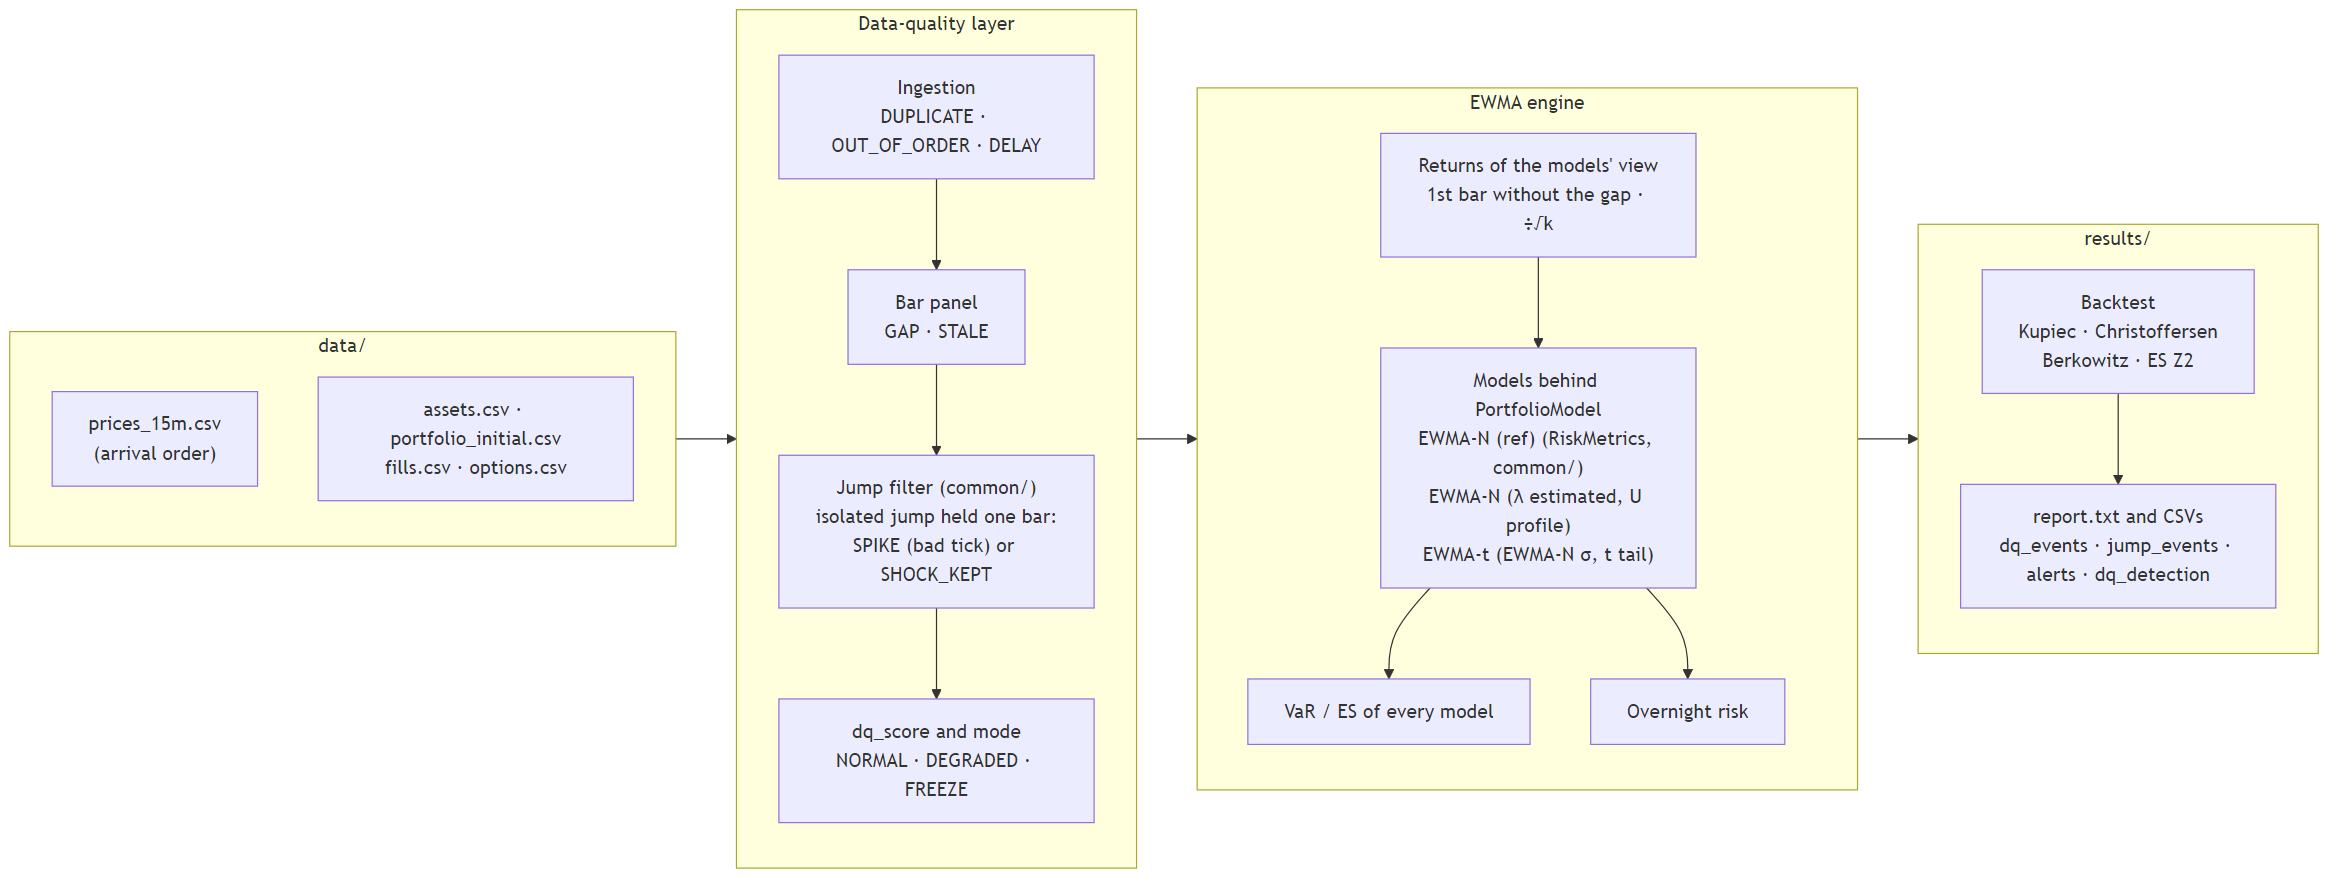 data/
prices_15m.csv
(arrival order)
assets.csv ·
portfolio_initial.csv
fills.csv · options.csv
Data-quality layer
Ingestion
DUPLICATE ·
OUT_OF_ORDER · DELAY
Bar panel
GAP · STALE
Jump filter (common/)
isolated jump held one bar:
SPIKE (bad tick) or
SHOCK_KEPT
dq_score and mode
NORMAL · DEGRADED ·
FREEZE
EWMA engine
Returns of the models' view
1st bar without the gap ·
÷√k
Models behind
PortfolioModel
EWMA-N (ref) (RiskMetrics,
common/)
EWMA-N (λ estimated, U
profile)
EWMA-t (EWMA-N σ, t tail)
VaR / ES of every model
Overnight risk
results/
Backtest
Kupiec · Christoffersen
Berkowitz · ES Z2
report.txt and CSVs
dq_events · jump_events ·
alerts · dq_detection